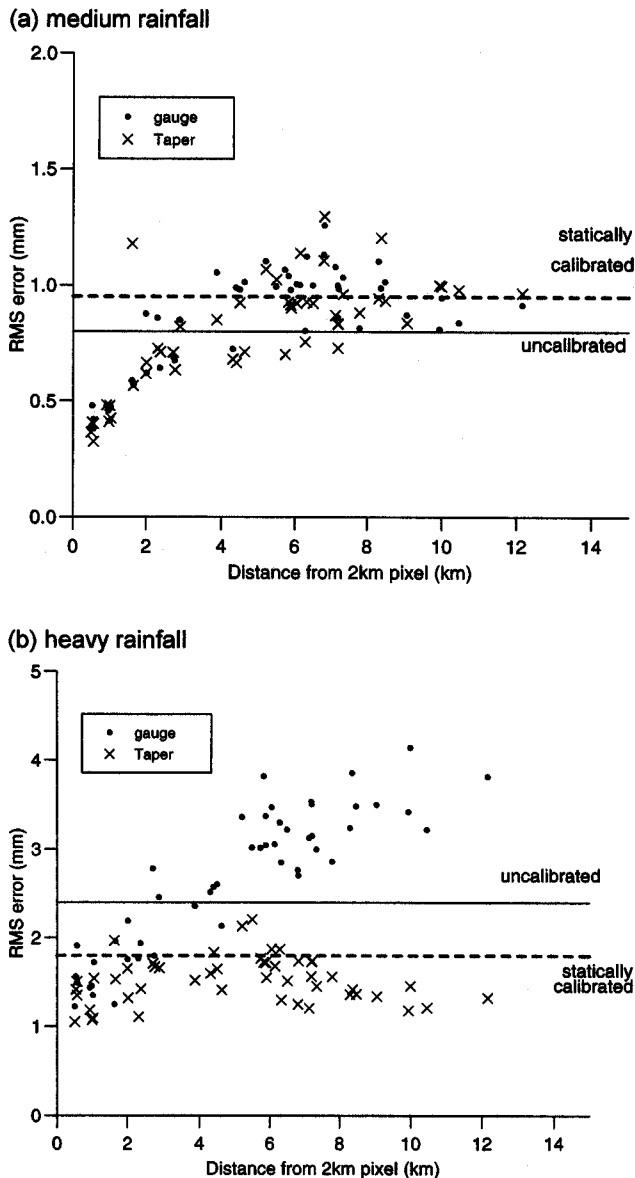 (a) medium rainfall
2.0
1.5
1.0
0.5
0.0
RMS error (mm)
gauge
Taper
statically
calibrated
uncalibrated
0 2 4 6 8 10 12 14
Distance from 2km pixel (km)
(b) heavy rainfall
5
4
3
2
1
0
RMS error (mm)
gauge
Taper
uncalibrated
statically
calibrated
0 2 4 6 8 10 12 14
Distance from 2km pixel (km)